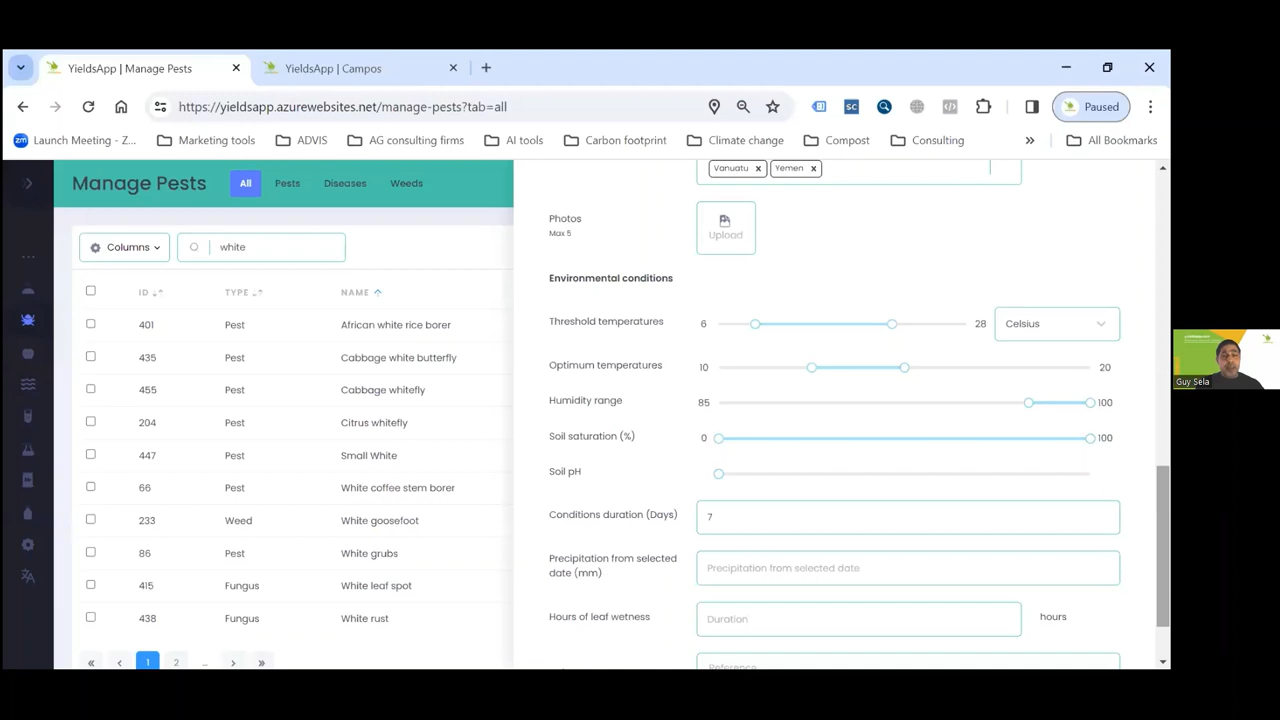 YieldsApp | Manage Pests
YieldsApp | Campos
https://yieldsapp.azurewebsites.net/manage-pests?tab=all
SC
Paused
zm Launch Meeting - Z...
Marketing tools
ADVIS
AG consulting firms
AI tools
Carbon footprint
Climate change
Compost
Consulting
»
All Bookmarks
Manage Pests
All
Pests
Diseases
Weeds
Columns
white
ID TYPE NAME
401 Pest African white rice borer
435 Pest Cabbage white butterfly
455 Pest Cabbage whitefly
204 Pest Citrus whitefly
447 Pest Small White
66 Pest White coffee stem borer
233 Weed White goosefoot
86 Pest White grubs
415 Fungus White leaf spot
438 Fungus White rust
« ‹ 1 2 ... › »
Vanuatu x Yemen x
Photos
Max 5
Upload
Environmental conditions
Threshold temperatures 6 28 Celsius
Optimum temperatures 10 20
Humidity range 85 100
Soil saturation (%) 0 100
Soil pH
Conditions duration (Days) 7
Precipitation from selected
date (mm)
Precipitation from selected date
Hours of leaf wetness Duration hours
Reference
Guy Sela